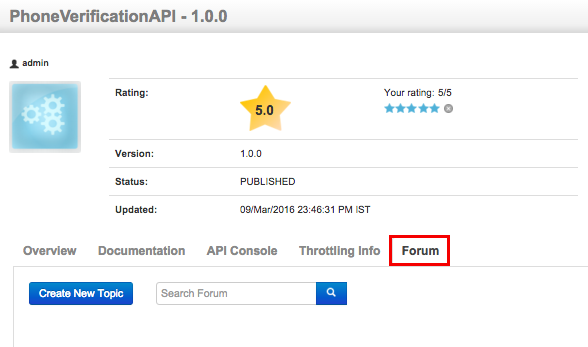 PhoneVerificationAPI - 1.0.0
admin
Rating: 5.0 Your rating: 5/5
Version: 1.0.0
Status: PUBLISHED
Updated: 09/Mar/2016 23:46:31 PM IST
Overview Documentation API Console Throttling Info Forum
Create New Topic Search Forum